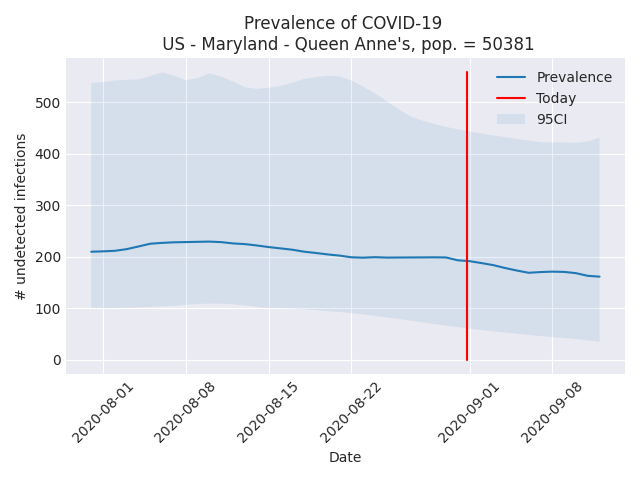 Prevalence of COVID-19
US - Maryland - Queen Anne's, pop. = 50381
# undetected infections
500
400
300
200
100
0
Prevalence
Today
95CI
2020-08-01
2020-08-08
2020-08-15
2020-08-22
2020-09-01
2020-09-08
Date